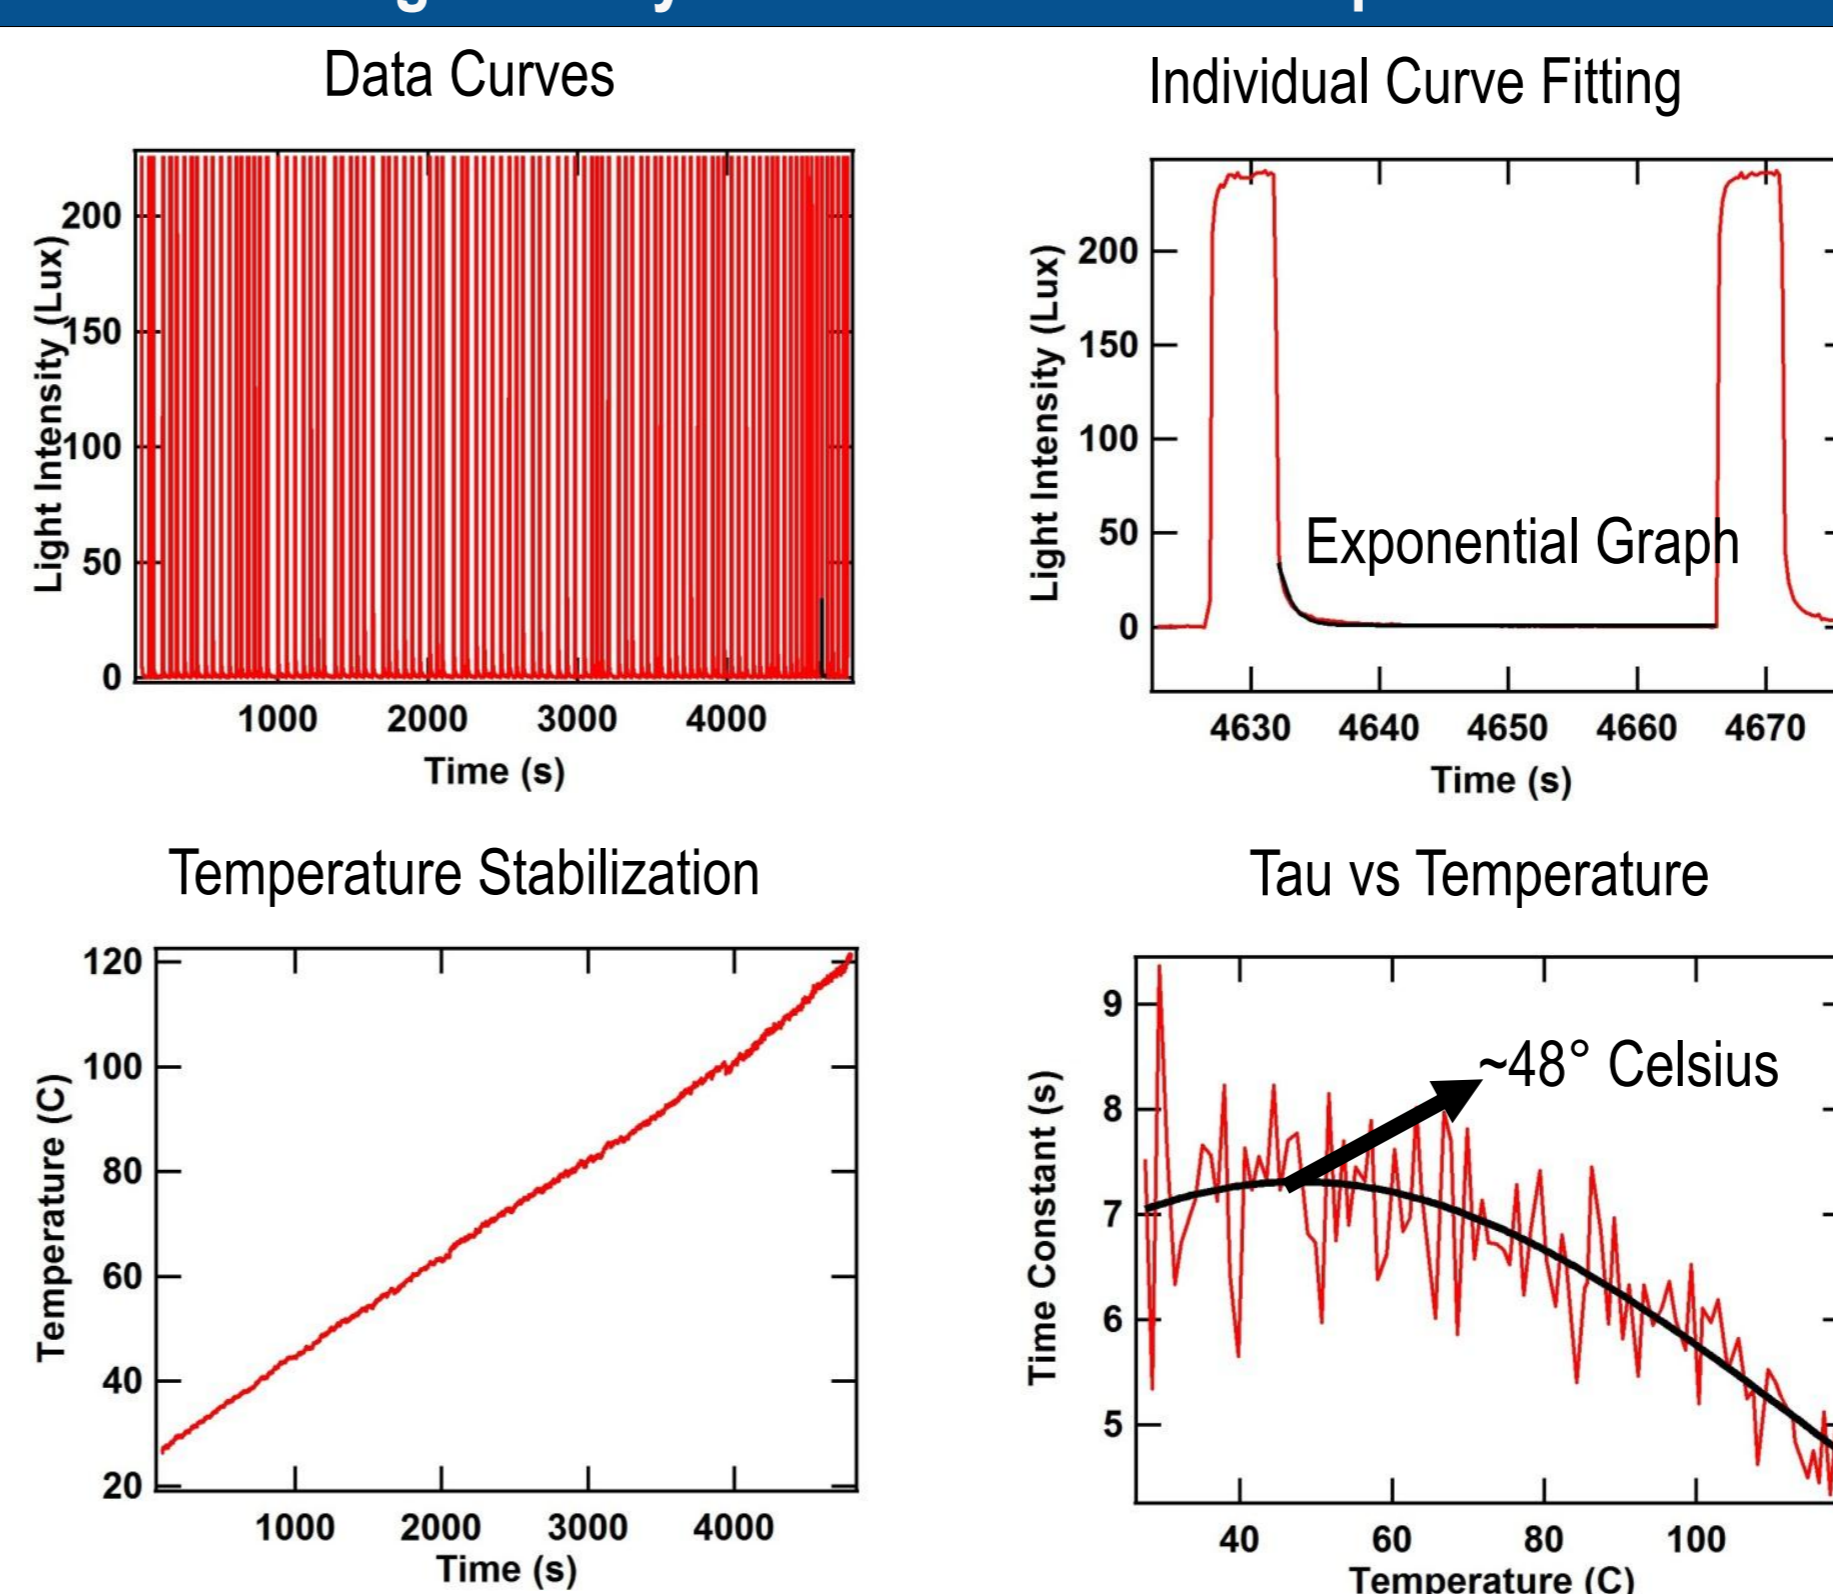 Data Curves
Light Intensity (Lux)
200
150
100
50
0
1000 2000 3000 4000
Time (s)
Individual Curve Fitting
Light Intensity (Lux)
200
150
100
50
0
Exponential Graph
4630 4640 4650 4660 4670
Time (s)
Temperature Stabilization
Temperature (C)
120
100
80
60
40
20
1000 2000 3000 4000
Time (s)
Tau vs Temperature
Time Constant (s)
9
8
7
6
5
~48° Celsius
40 60 80 100
Temperature (C)